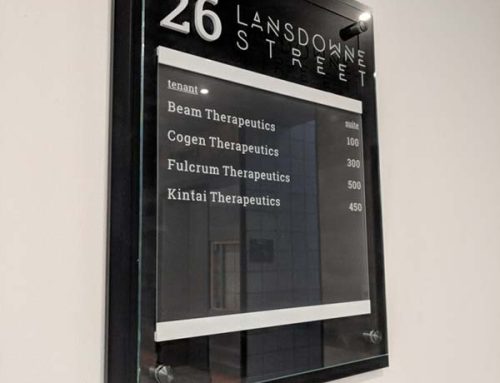 26 LANSDOWNE
STREET
tenant suite
Beam Therapeutics 100
Cogen Therapeutics 300
Fulcrum Therapeutics 500
Kintai Therapeutics 450